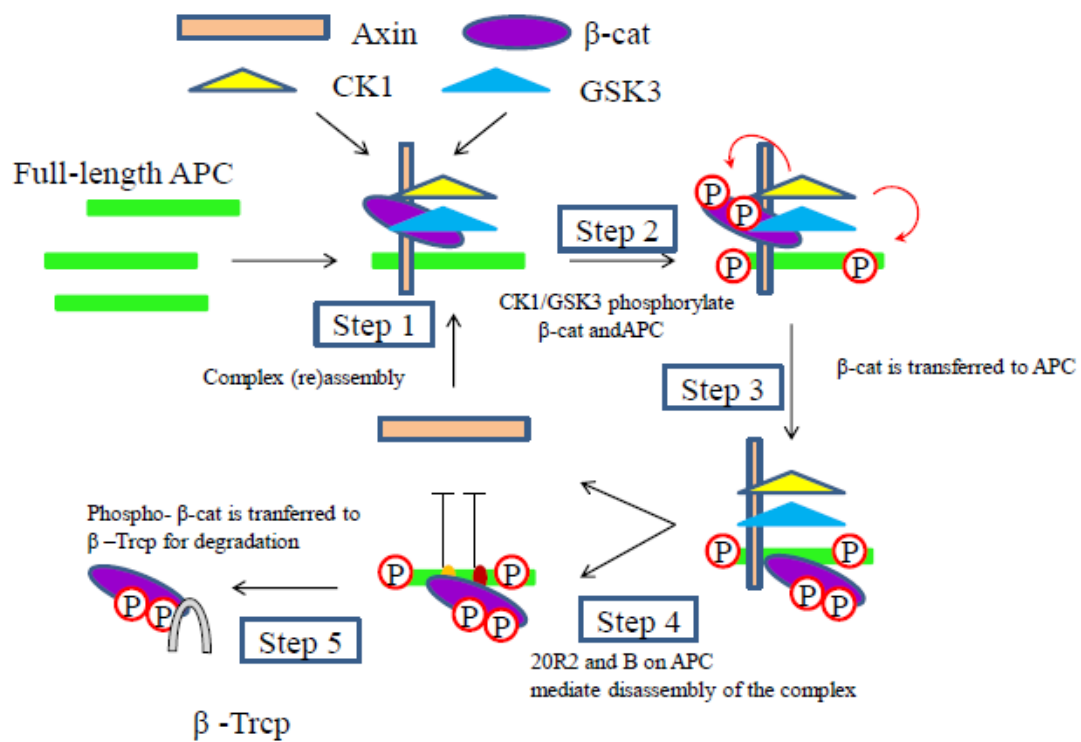 Axin
β-cat
CK1
GSK3
Full-length APC
P
P
P
P
Step 2
CK1/GSK3 phosphorylate
β-cat andAPC
Step 1
Complex (re)assembly
Step 3
β-cat is transferred to APC
Phospho- β-cat is tranferred to
β –Trcp for degradation
P
P
P
P
P
P
P
P
P
P
Step 5
Step 4
20R2 and B on APC
mediate disassembly of the complex
β -Trcp